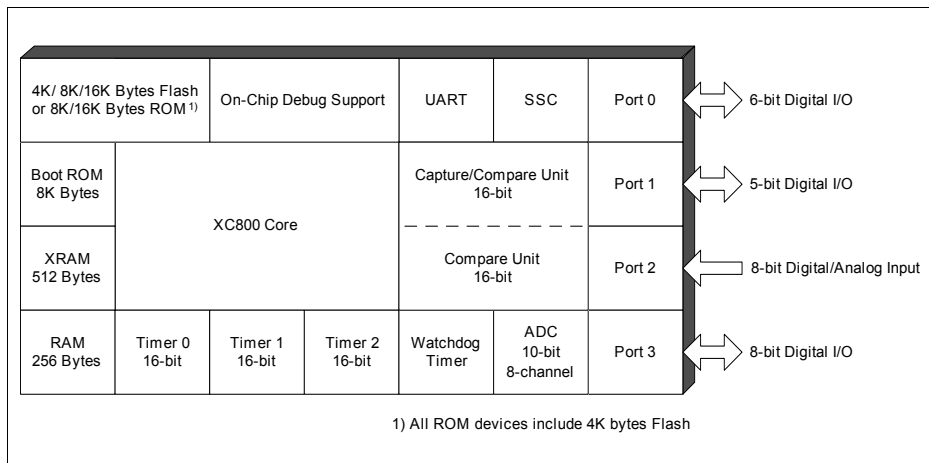 4K/ 8K/16K Bytes Flash
or 8K/16K Bytes ROM 1)
On-Chip Debug Support
UART
SSC
Port 0
6-bit Digital I/O
Boot ROM
8K Bytes
XC800 Core
Capture/Compare Unit
16-bit
Port 1
5-bit Digital I/O
XRAM
512 Bytes
Compare Unit
16-bit
Port 2
8-bit Digital/Analog Input
RAM
256 Bytes
Timer 0
16-bit
Timer 1
16-bit
Timer 2
16-bit
Watchdog
Timer
ADC
10-bit
8-channel
Port 3
8-bit Digital I/O
1) All ROM devices include 4K bytes Flash